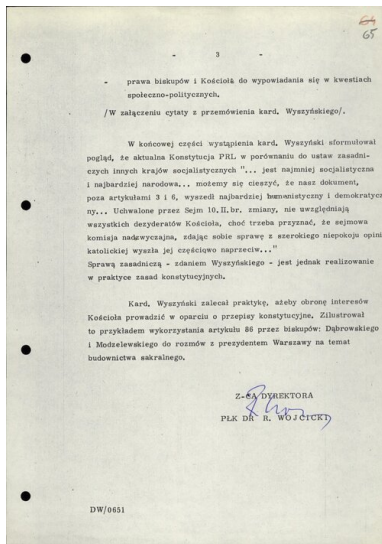 64
65
- 3 -
- prawa biskupów i Kościoła do wypowiadania się w kwestiach
społeczno-politycznych.
/W załączeniu cytaty z przemówienia kard. Wyszyńskiego/.
W końcowej części wystąpienia kard. Wyszyński sformułował
pogląd, że aktualna Konstytucja PRL w porównaniu do ustaw zasadni-
czych innych krajów socjalistycznych "... jest najmniej socjalistyczna
i najbardziej narodowa... możemy się cieszyć, że nasz dokument,
poza artykułami 3 i 6, wyszedł najbardziej humanistyczny i demokratycz
ny... Uchwalone przez Sejm 10.II.br. zmiany, nie uwzględniają
wszystkich dezyderatów Kościoła, choć trzeba przyznać, że sejmowa
komisja nadzwyczajna, zdając sobie sprawę z szerokiego niepokoju opini
katolickiej wyszła jej częściowo naprzeciw..."
Sprawą zasadniczą - zdaniem Wyszyńskiego - jest jednak realizowanie
w praktyce zasad konstytucyjnych.
Kard. Wyszyński zalecał praktykę, ażeby obronę interesów
Kościoła prowadzić w oparciu o przepisy konstytucyjne. Zilustrował
to przykładem wykorzystania artykułu 86 przez biskupów: Dąbrowskiego
i Modzelewskiego do rozmów z prezydentem Warszawy na temat
budownictwa sakralnego.
Z-CA DYREKTORA
PŁK DR R. WÓJCICKI
DW/0651